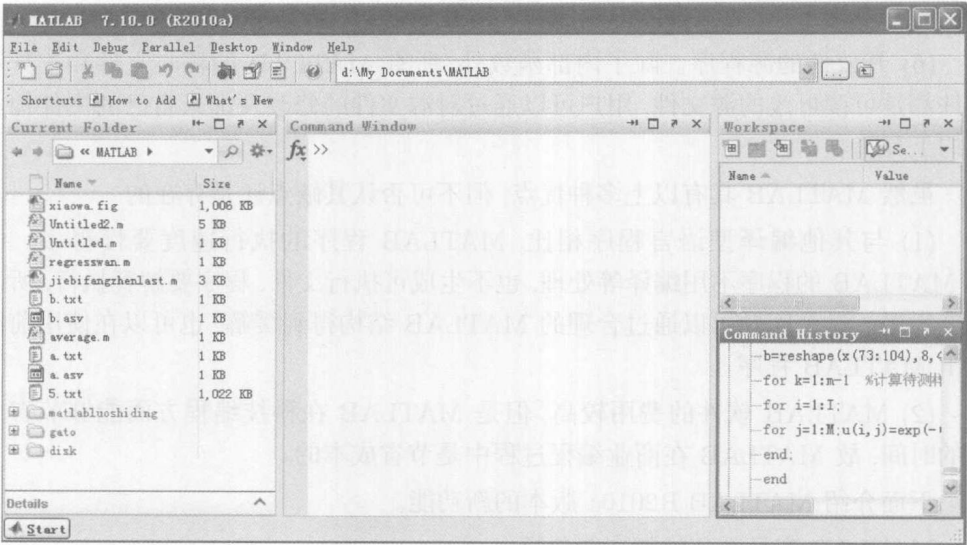 MATLAB 7.10.0 (R2010a)
File Edit Debug Parallel Desktop Window Help
d:\My Documents\MATLAB
Shortcuts How to Add What's New
Current Folder
« MATLAB
Name Size
xiaowa.fig 1,006 KB
Untitled2.m 5 KB
Untitled.m 1 KB
regresswan.m 1 KB
jiebiangzhenlast.m 3 KB
b.txt 1 KB
b.asv 1 KB
average.m 1 KB
a.txt 1 KB
a.asv 1 KB
5.txt 1,022 KB
matlabluoshiding
gato
disk
Details
Start
Command Window
fx >>
Workspace
Se...
Name Value
Command History
b=reshape(x(73:104),8,
for k=1:m-1 %计算待测
for i=1:I
for j=1:M;u(i,j)=exp(-
end
end